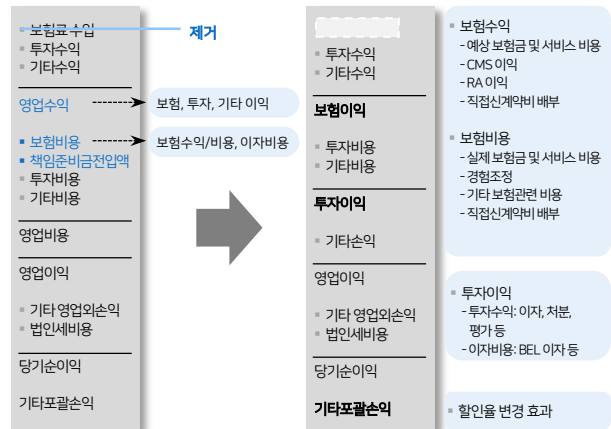 ▪ 보험료 수입
제거
▪ 투자수익
▪ 기타수익
영업수익
보험, 투자, 기타 이익
▪ 보험비용
보험수익/비용, 이자비용
▪ 책임준비금전입액
▪ 투자비용
▪ 기타비용
영업비용
영업이익
▪ 기타 영업외손익
▪ 법인세비용
당기순이익
기타포괄손익
▪ 투자수익
▪ 기타수익
보험이익
▪ 투자비용
▪ 기타비용
투자이익
▪ 기타손익
영업이익
▪ 기타 영업외손익
▪ 법인세비용
당기순이익
기타포괄손익
▪ 보험수익
- 예상 보험금 및 서비스 비용
- CMS 이익
- RA 이익
- 직접신계약비 배부
▪ 보험비용
- 실제 보험금 및 서비스 비용
- 경험조정
- 기타 보험관련 비용
- 직접신계약비 배부
▪ 투자이익
- 투자수익: 이자, 처분,
평가 등
- 이자비용: BEL 이자 등
▪ 할인율 변경 효과